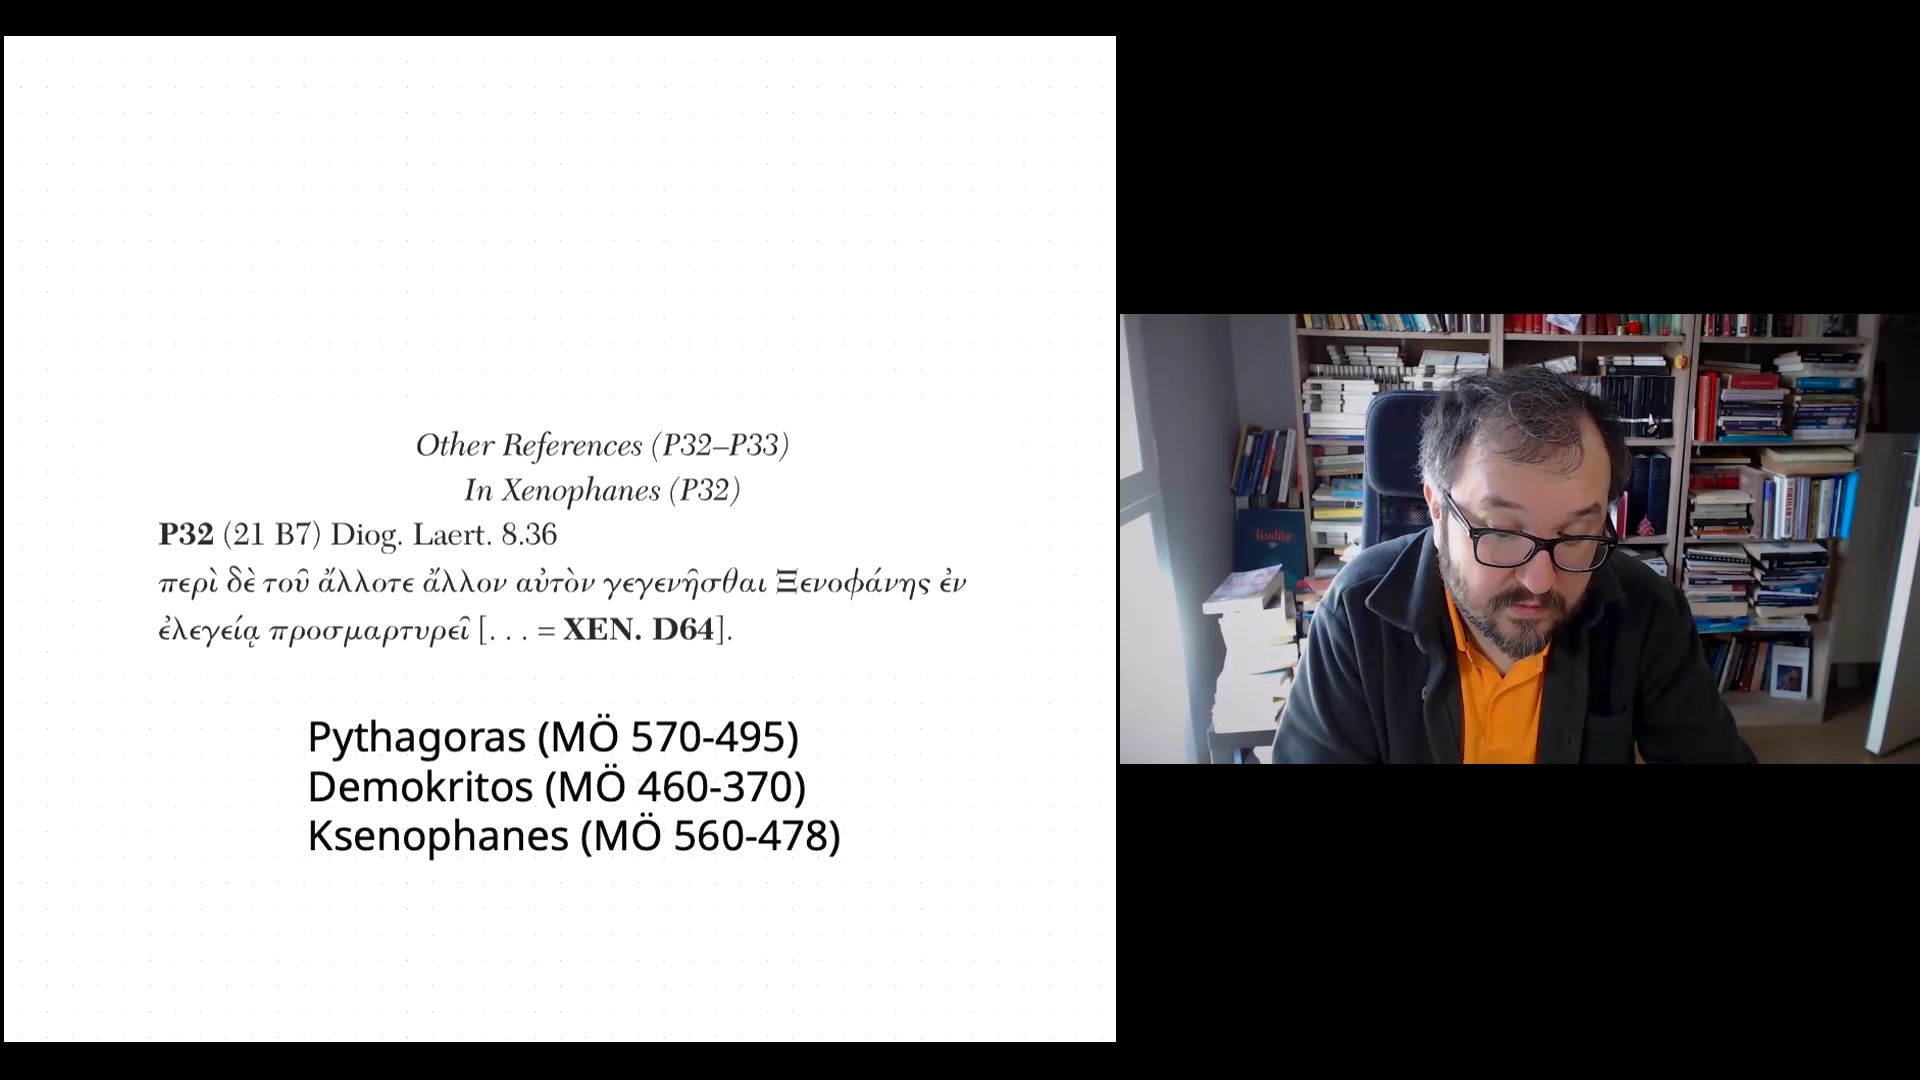 Other References (P32–P33)
In Xenophanes (P32)
P32 (21 B7) Diog. Laert. 8.36
περὶ δὲ τοῦ ἄλλοτε ἄλλον αὐτὸν γεγενῆσθαι Ξενοφάνης ἐν
ἐλεγείᾳ προσμαρτυρεῖ [. . . = XEN. D64].
Pythagoras (MÖ 570-495)
Demokritos (MÖ 460-370)
Ksenophanes (MÖ 560-478)
Kudüs